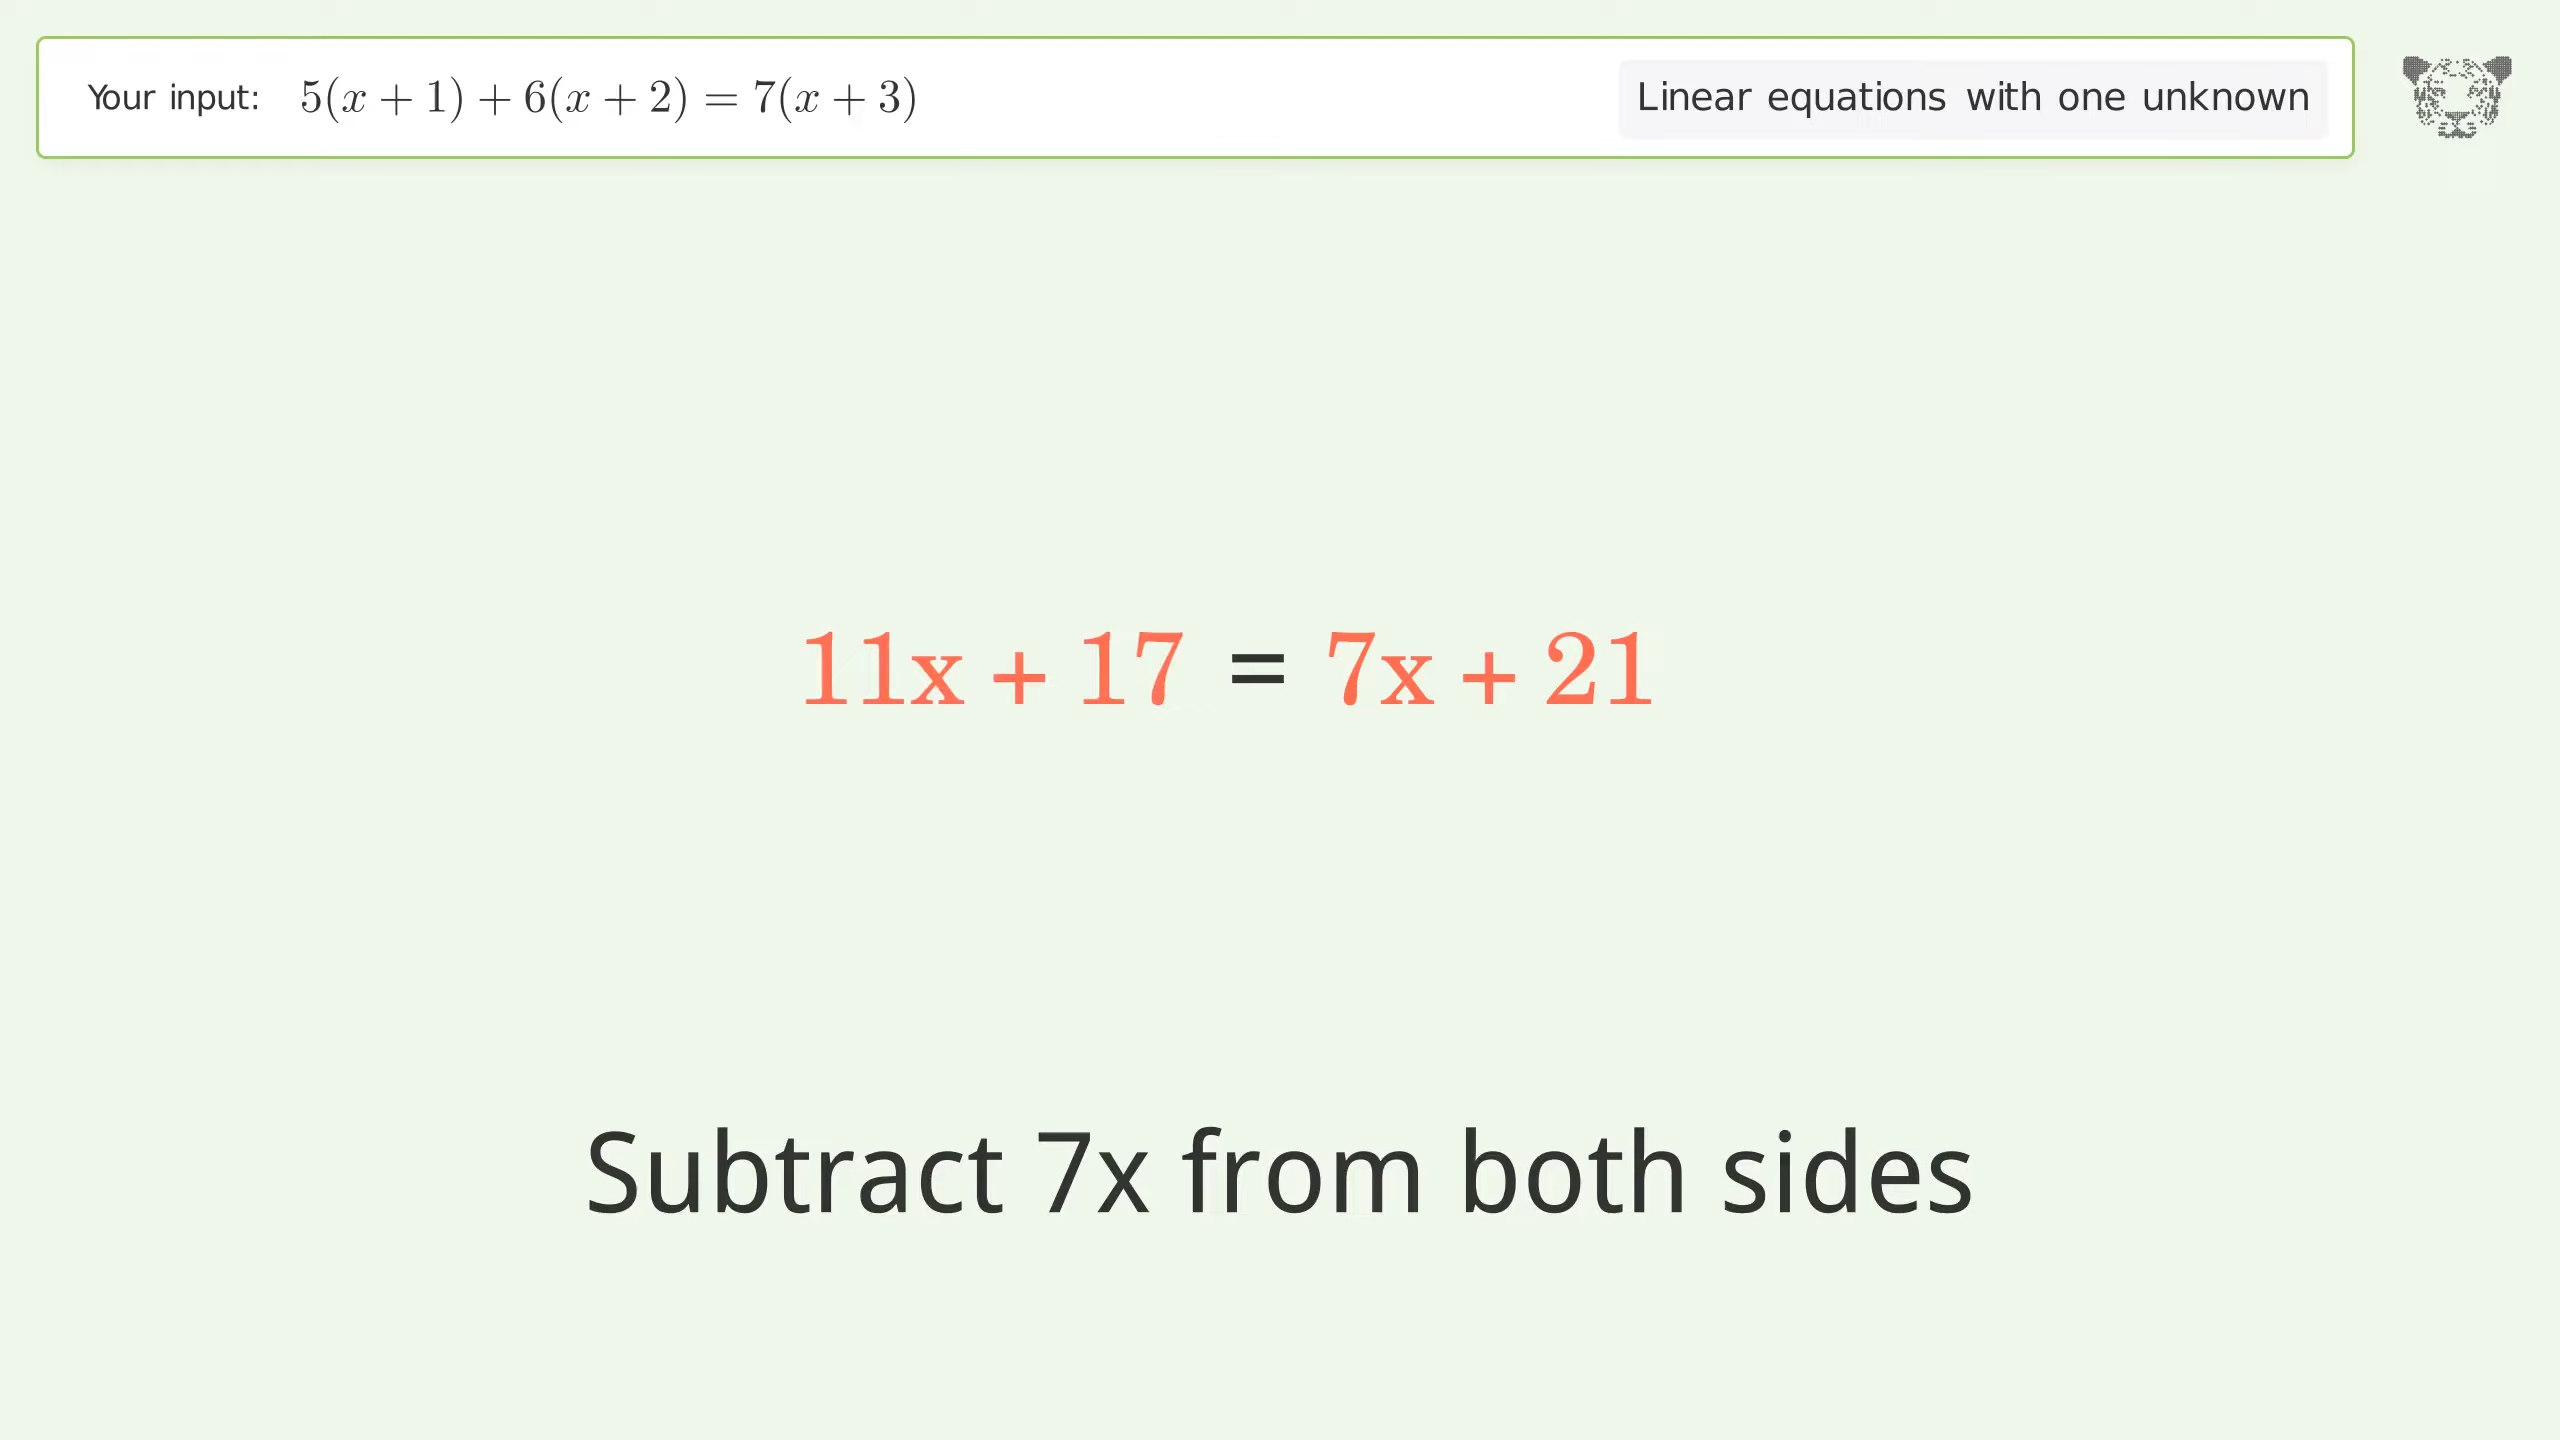 Your input: 5(x + 1) + 6(x + 2) = 7(x + 3) Linear equations with one unknown
11x + 17 = 7x + 21
Subtract 7x from both sides